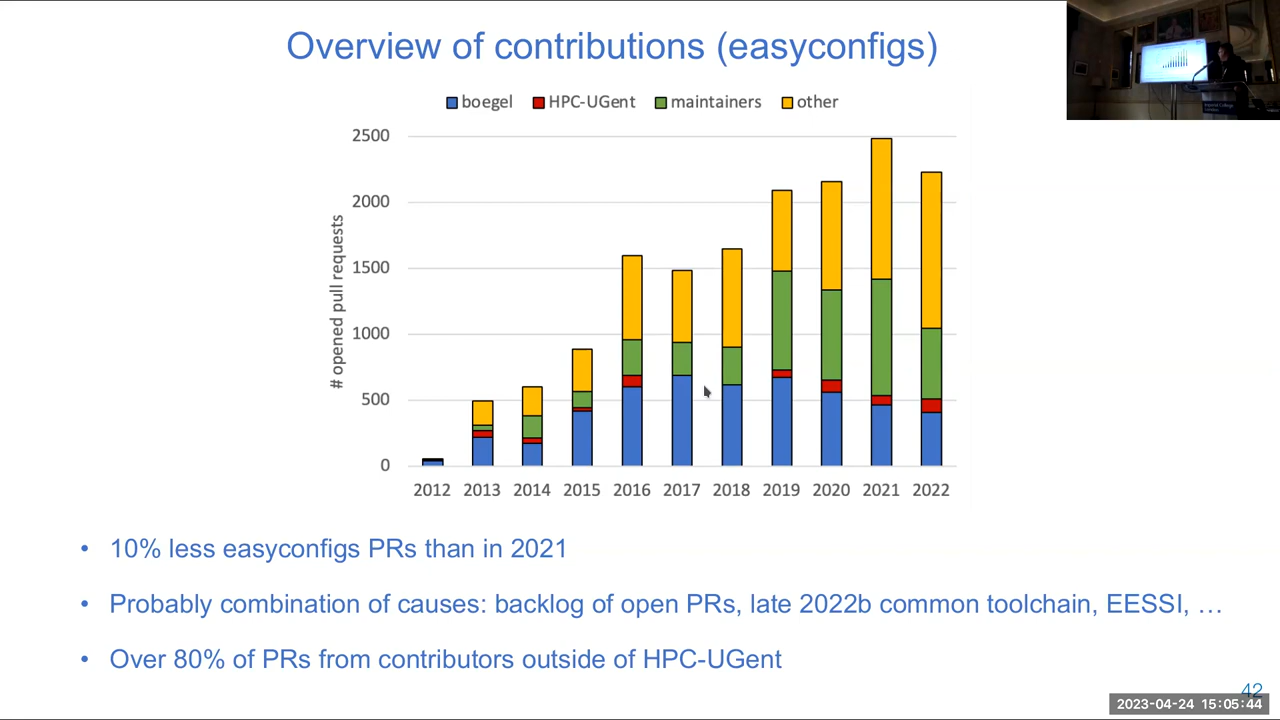 Overview of contributions (easyconfigs)
boegel HPC-UGent maintainers other
# opened pull requests
2500
2000
1500
1000
500
0
2012 2013 2014 2015 2016 2017 2018 2019 2020 2021 2022
• 10% less easyconfigs PRs than in 2021
• Probably combination of causes: backlog of open PRs, late 2022b common toolchain, EESSI, …
• Over 80% of PRs from contributors outside of HPC-UGent
42
2023-04-24 15:05:44